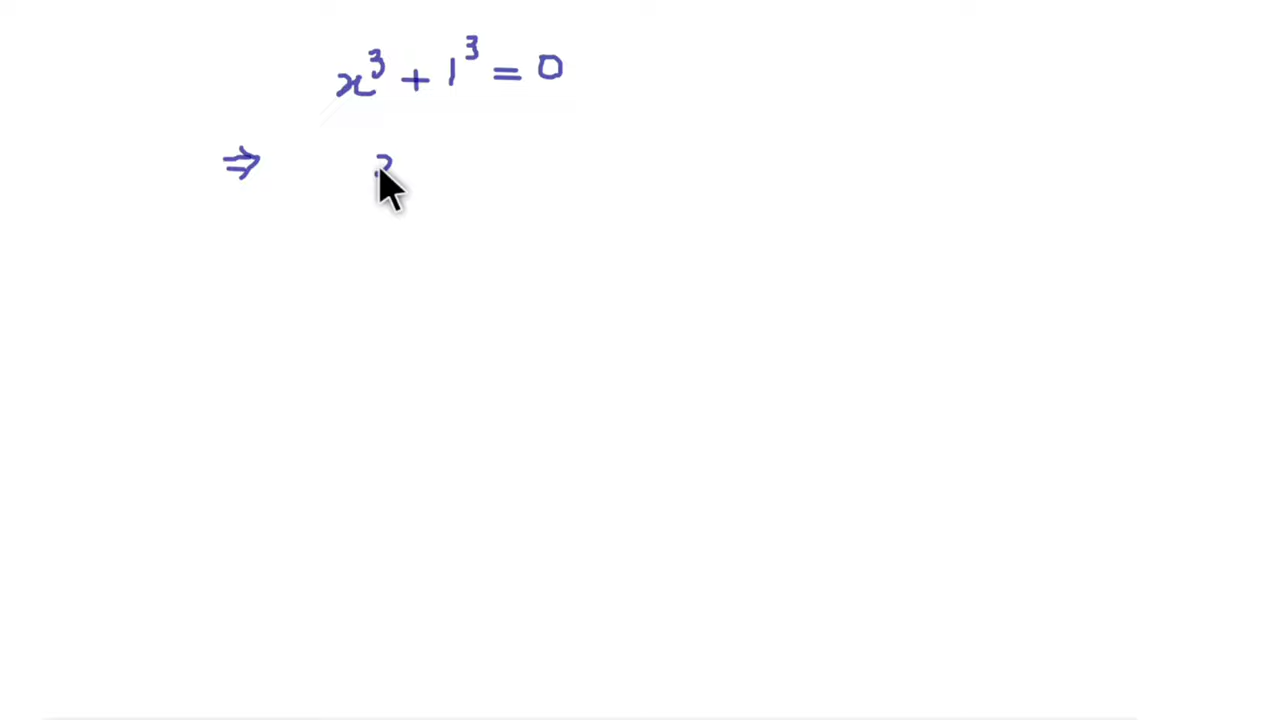 x³ + 1³ = 0
⇒